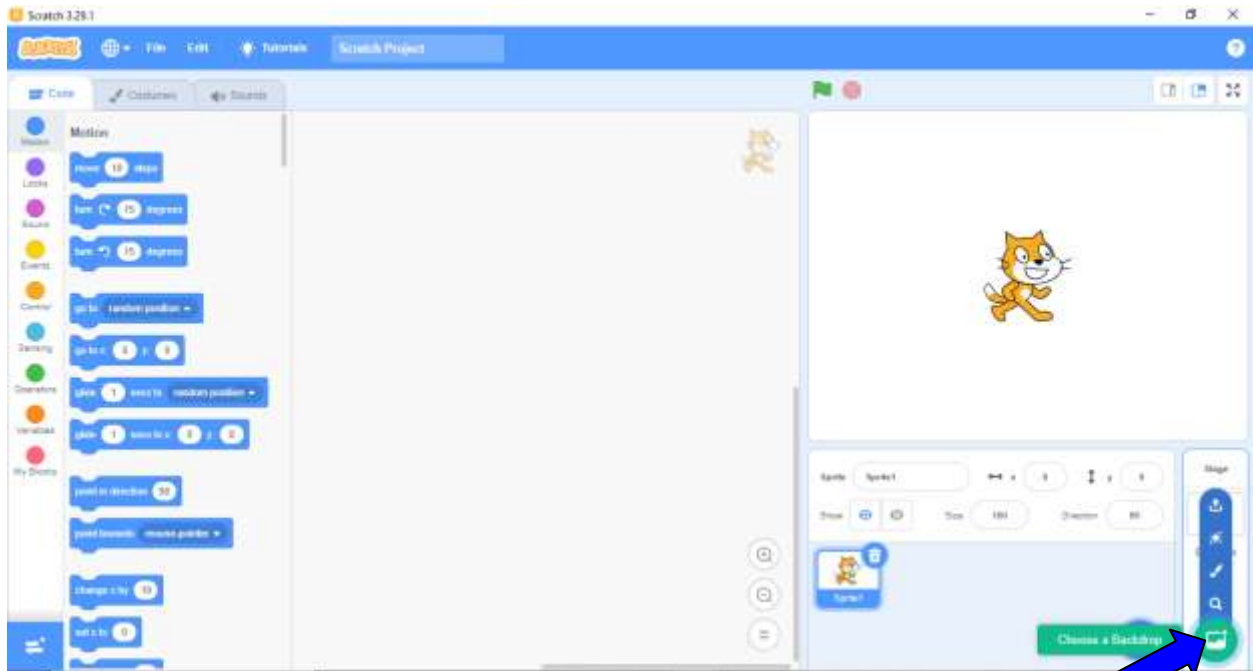 Scratch 3.29.1
SCRATCH
File Edit Tutorials Scratch Project
Code Costumes Sounds
Motion
Looks
Sound
Events
Control
Sensing
Operators
Variables
My Blocks
Motion
move 10 steps
turn 15 degrees
turn 15 degrees
go to random position
go to x: 0 y: 0
glide 1 secs to random position
glide 1 secs to x: 0 y: 0
point in direction 90
point towards mouse-pointer
change x by 10
set x to 0
Sprite Sprite1 x y
Show Size 100 Direction 90
Sprite1
Stage
Choose a Backdrop